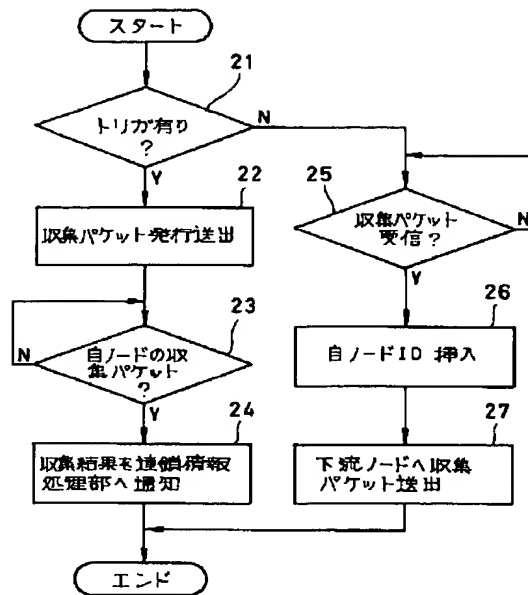 スタート
21
トリガ有り
?
N
Y
22
収集パケット発行送出
23
自ノードの収
集パケット
?
N
Y
24
収集結果を連鎖情報
処理部へ通知
25
収集パケット
受信?
N
Y
26
自ノードID 挿入
27
下流ノードへ収集
パケット送出
エンド